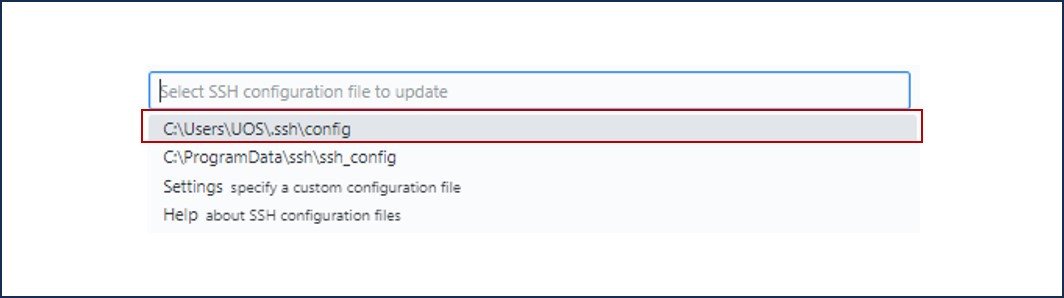 Select SSH configuration file to update
C:\Users\UOS\.ssh\config
C:\ProgramData\ssh\ssh_config
Settings specify a custom configuration file
Help about SSH configuration files